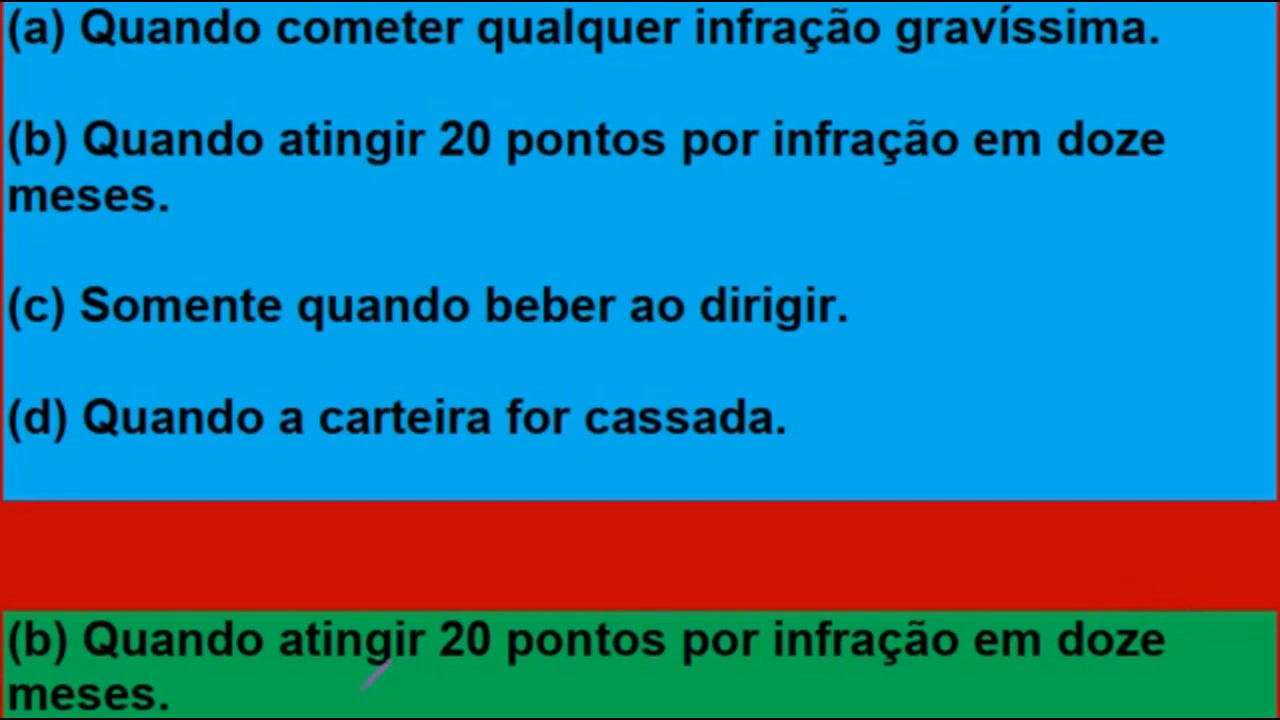 (a) Quando cometer qualquer infração gravíssima.
(b) Quando atingir 20 pontos por infração em doze
meses.
(c) Somente quando beber ao dirigir.
(d) Quando a carteira for cassada.
(b) Quando atingir 20 pontos por infração em doze
meses.